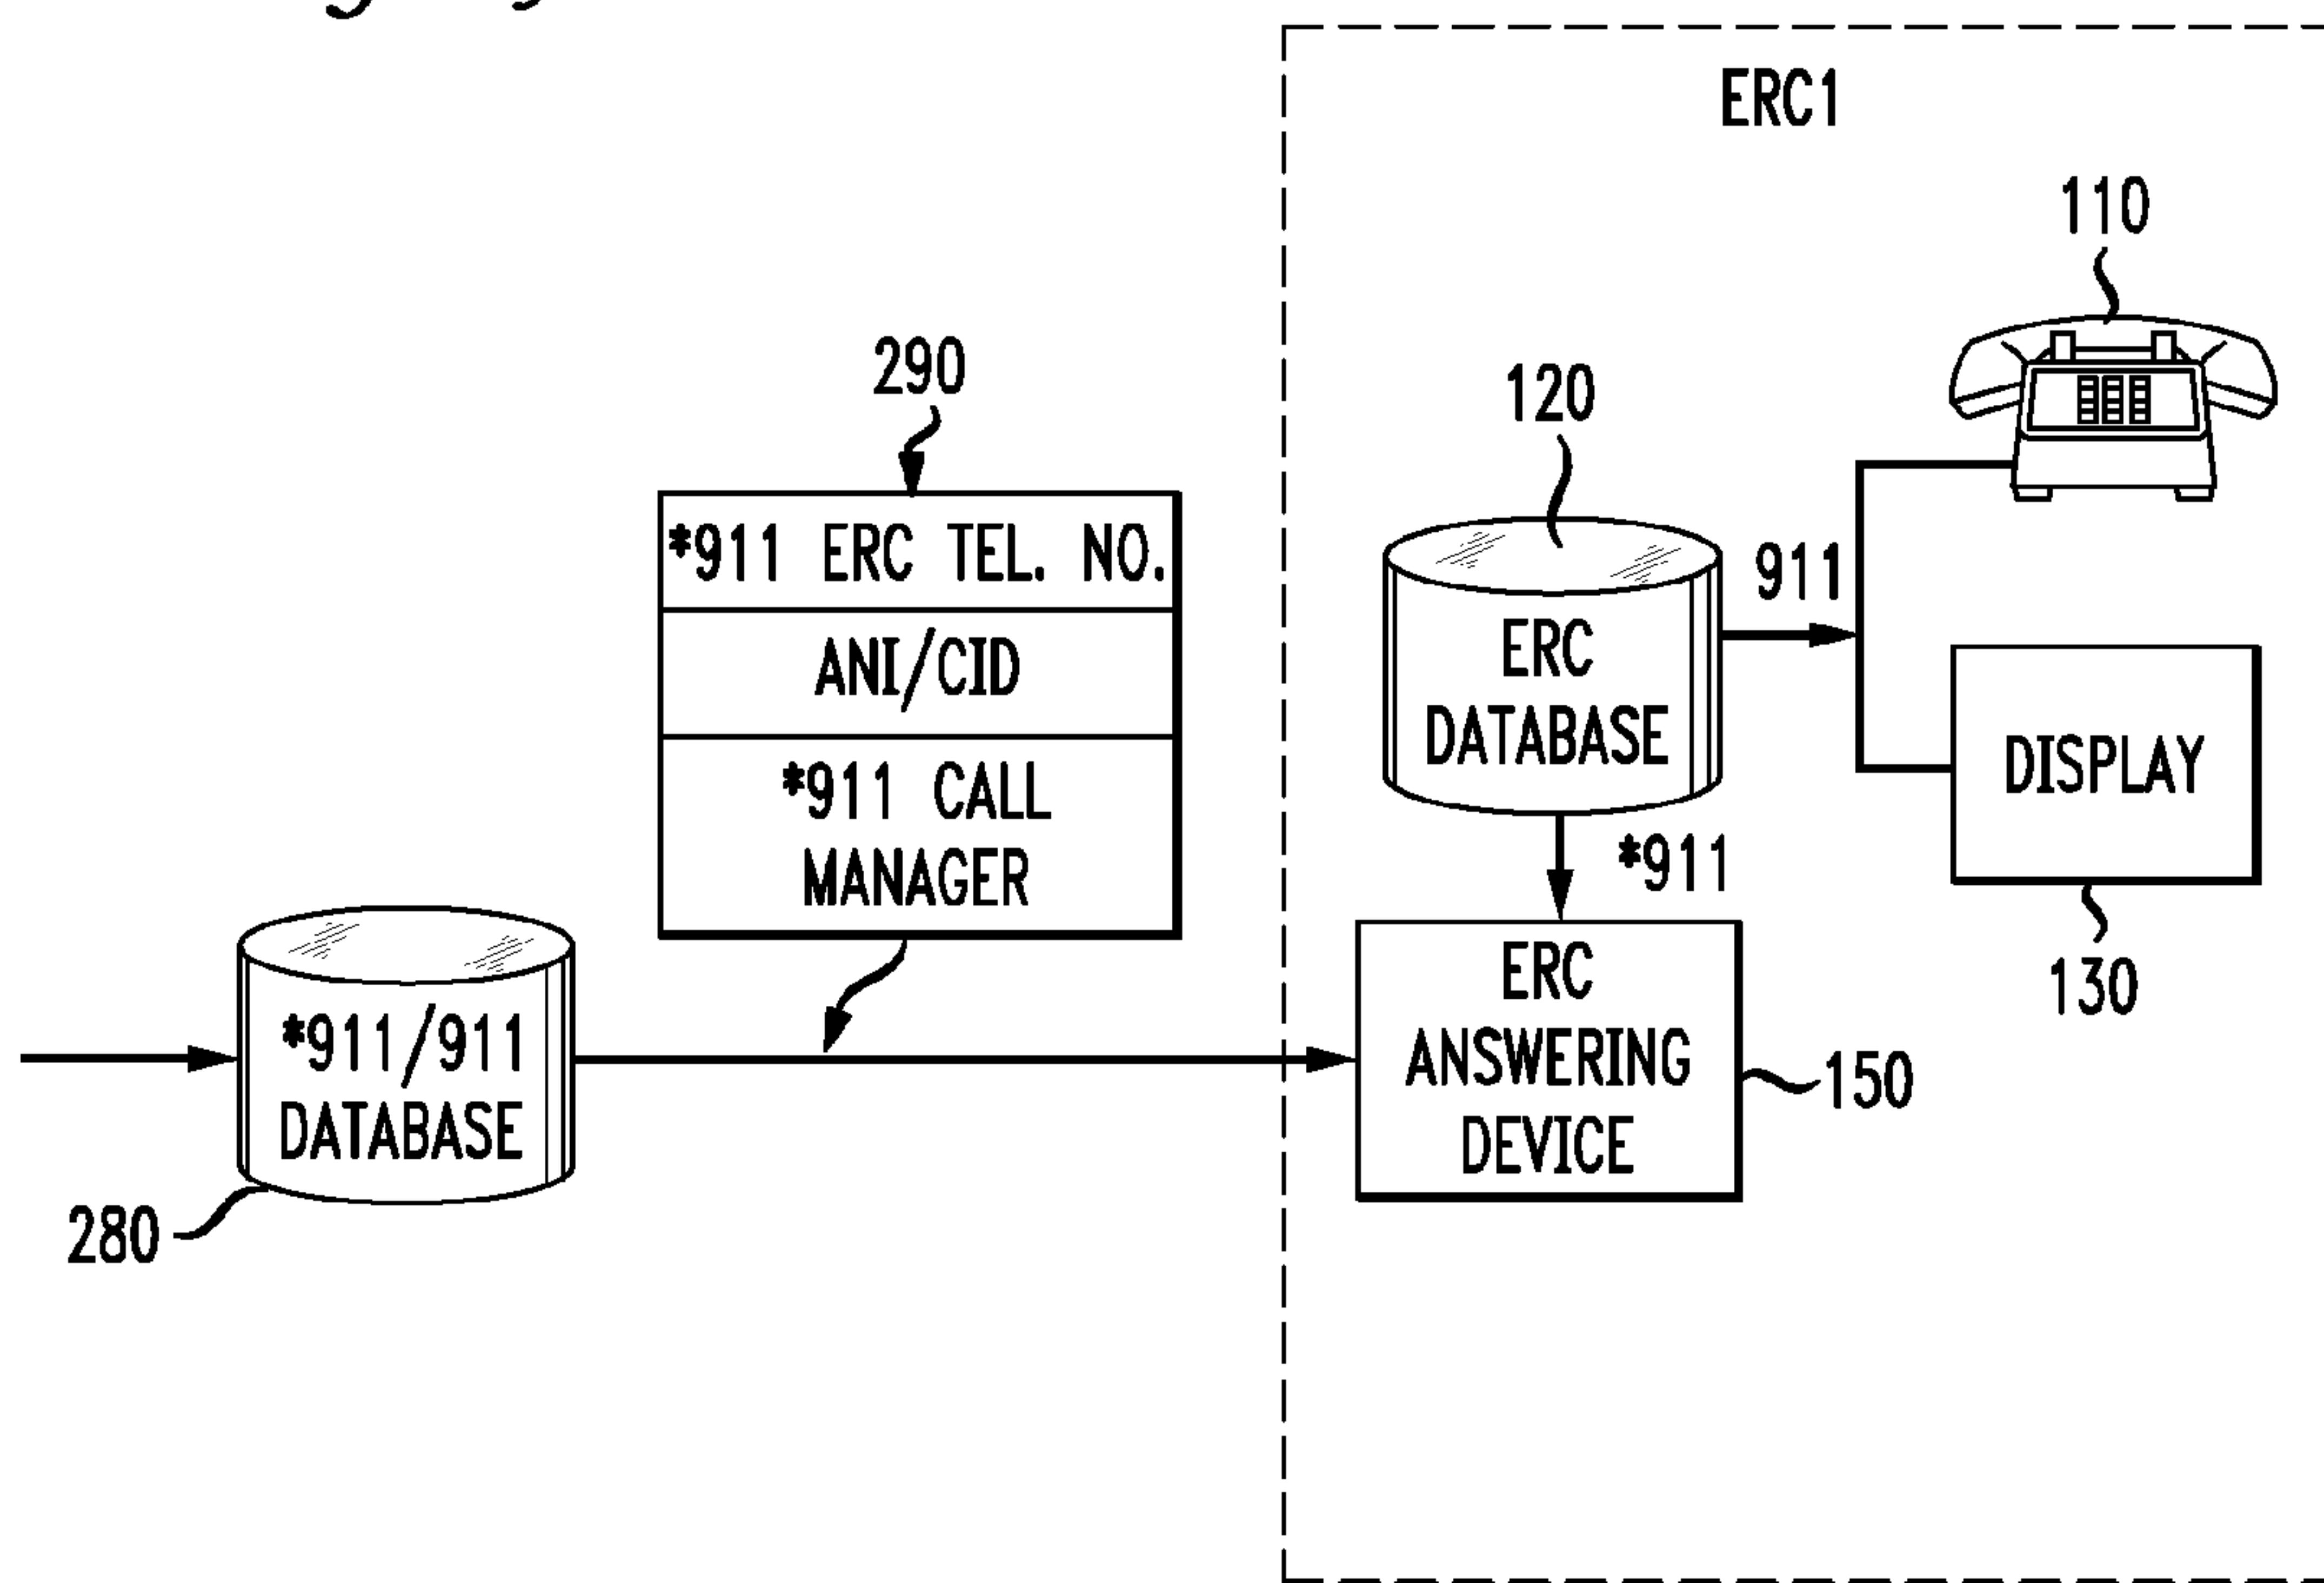 ERC1
110
290
120
*911 ERC TEL. NO.
911
ANI/CID
ERC
DATABASE
DISPLAY
*911 CALL
MANAGER
*911
130
ERC
ANSWERING
DEVICE
150
*911/911
DATABASE
280